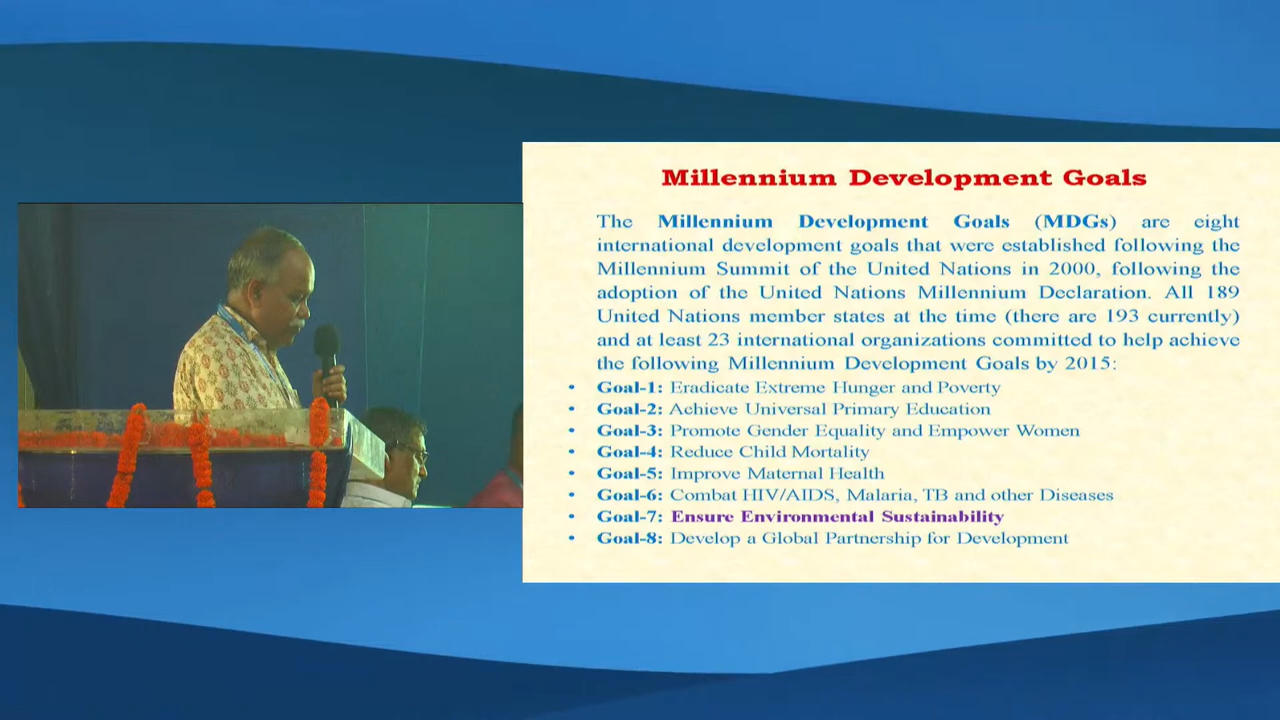 Millennium Development Goals
The Millennium Development Goals (MDGs) are eight
international development goals that were established following the
Millennium Summit of the United Nations in 2000, following the
adoption of the United Nations Millennium Declaration. All 189
United Nations member states at the time (there are 193 currently)
and at least 23 international organizations committed to help achieve
the following Millennium Development Goals by 2015:
• Goal-1: Eradicate Extreme Hunger and Poverty
• Goal-2: Achieve Universal Primary Education
• Goal-3: Promote Gender Equality and Empower Women
• Goal-4: Reduce Child Mortality
• Goal-5: Improve Maternal Health
• Goal-6: Combat HIV/AIDS, Malaria, TB and other Diseases
• Goal-7: Ensure Environmental Sustainability
• Goal-8: Develop a Global Partnership for Development